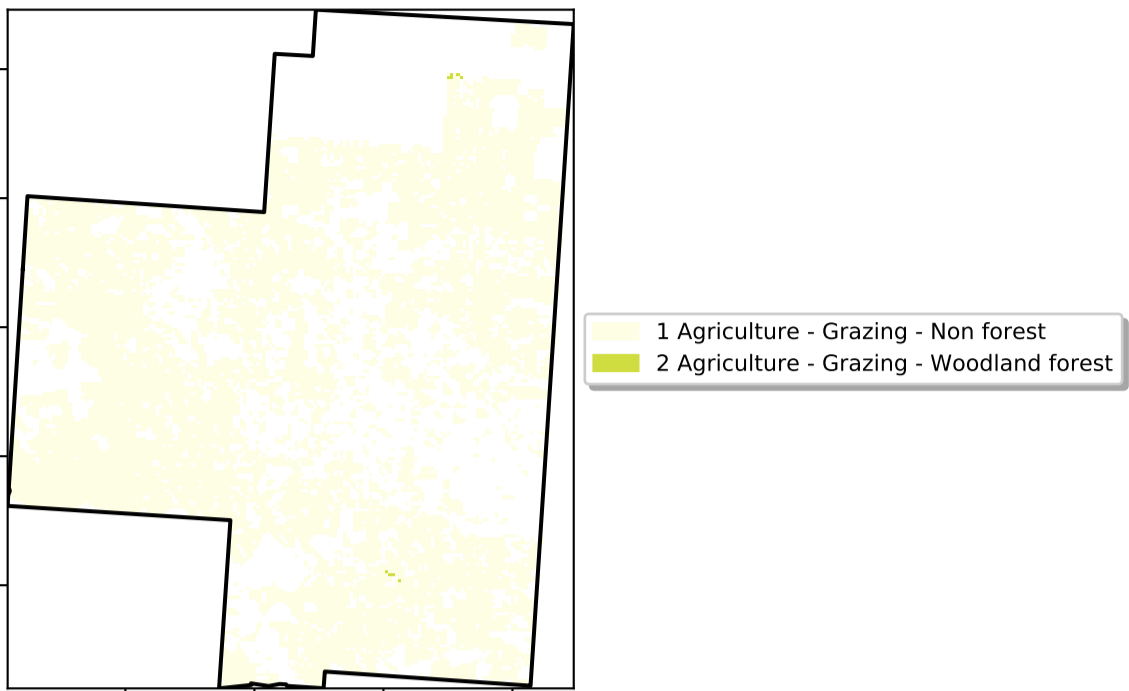 1 Agriculture - Grazing - Non forest
2 Agriculture - Grazing - Woodland forest